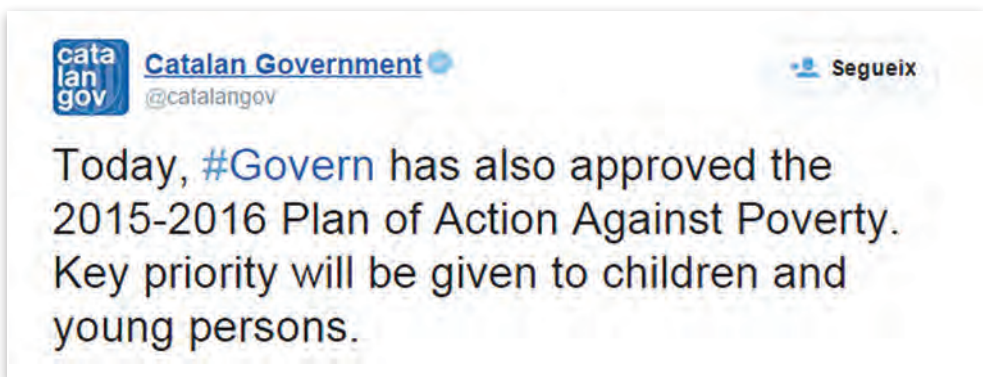 cata
lan
gov
Catalan Government
@catalangov
Segueix
Today, #Govern has also approved the
2015-2016 Plan of Action Against Poverty.
Key priority will be given to children and
young persons.